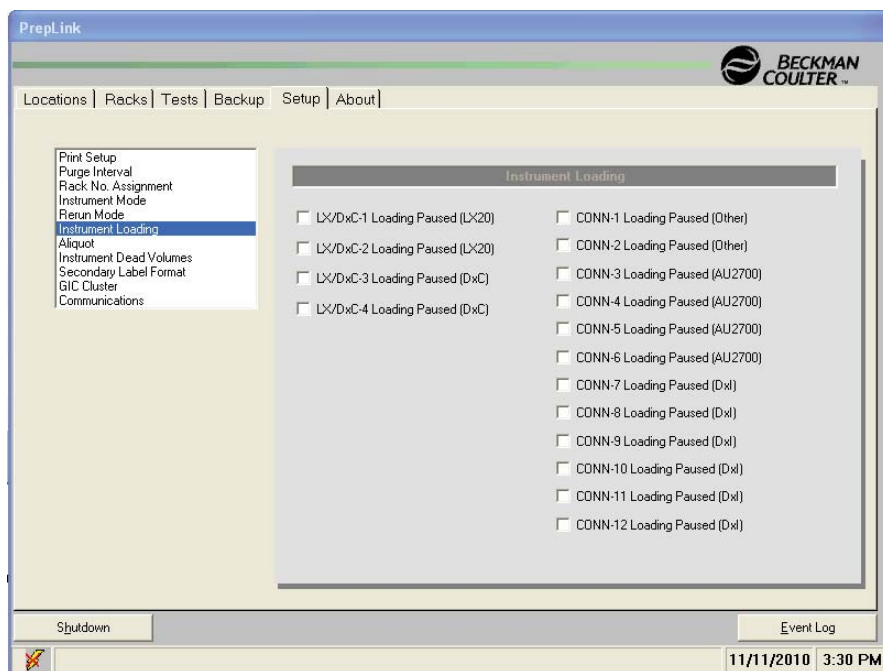 PrepLink
BECKMAN
COULTER™
Locations Racks Tests Backup Setup About
Print Setup
Purge Interval
Rack No. Assignment
Instrument Mode
Rerun Mode
Instrument Loading
Aliquot
Instrument Dead Volumes
Secondary Label Format
GIC Cluster
Communications
Instrument Loading
LX/DxC-1 Loading Paused (LX20)
LX/DxC-2 Loading Paused (LX20)
LX/DxC-3 Loading Paused (DxC)
LX/DxC-4 Loading Paused (DxC)
CONN-1 Loading Paused (Other)
CONN-2 Loading Paused (Other)
CONN-3 Loading Paused (AU2700)
CONN-4 Loading Paused (AU2700)
CONN-5 Loading Paused (AU2700)
CONN-6 Loading Paused (AU2700)
CONN-7 Loading Paused (DxI)
CONN-8 Loading Paused (DxI)
CONN-9 Loading Paused (DxI)
CONN-10 Loading Paused (DxI)
CONN-11 Loading Paused (DxI)
CONN-12 Loading Paused (DxI)
Shutdown
Event Log
11/11/2010 3:30 PM